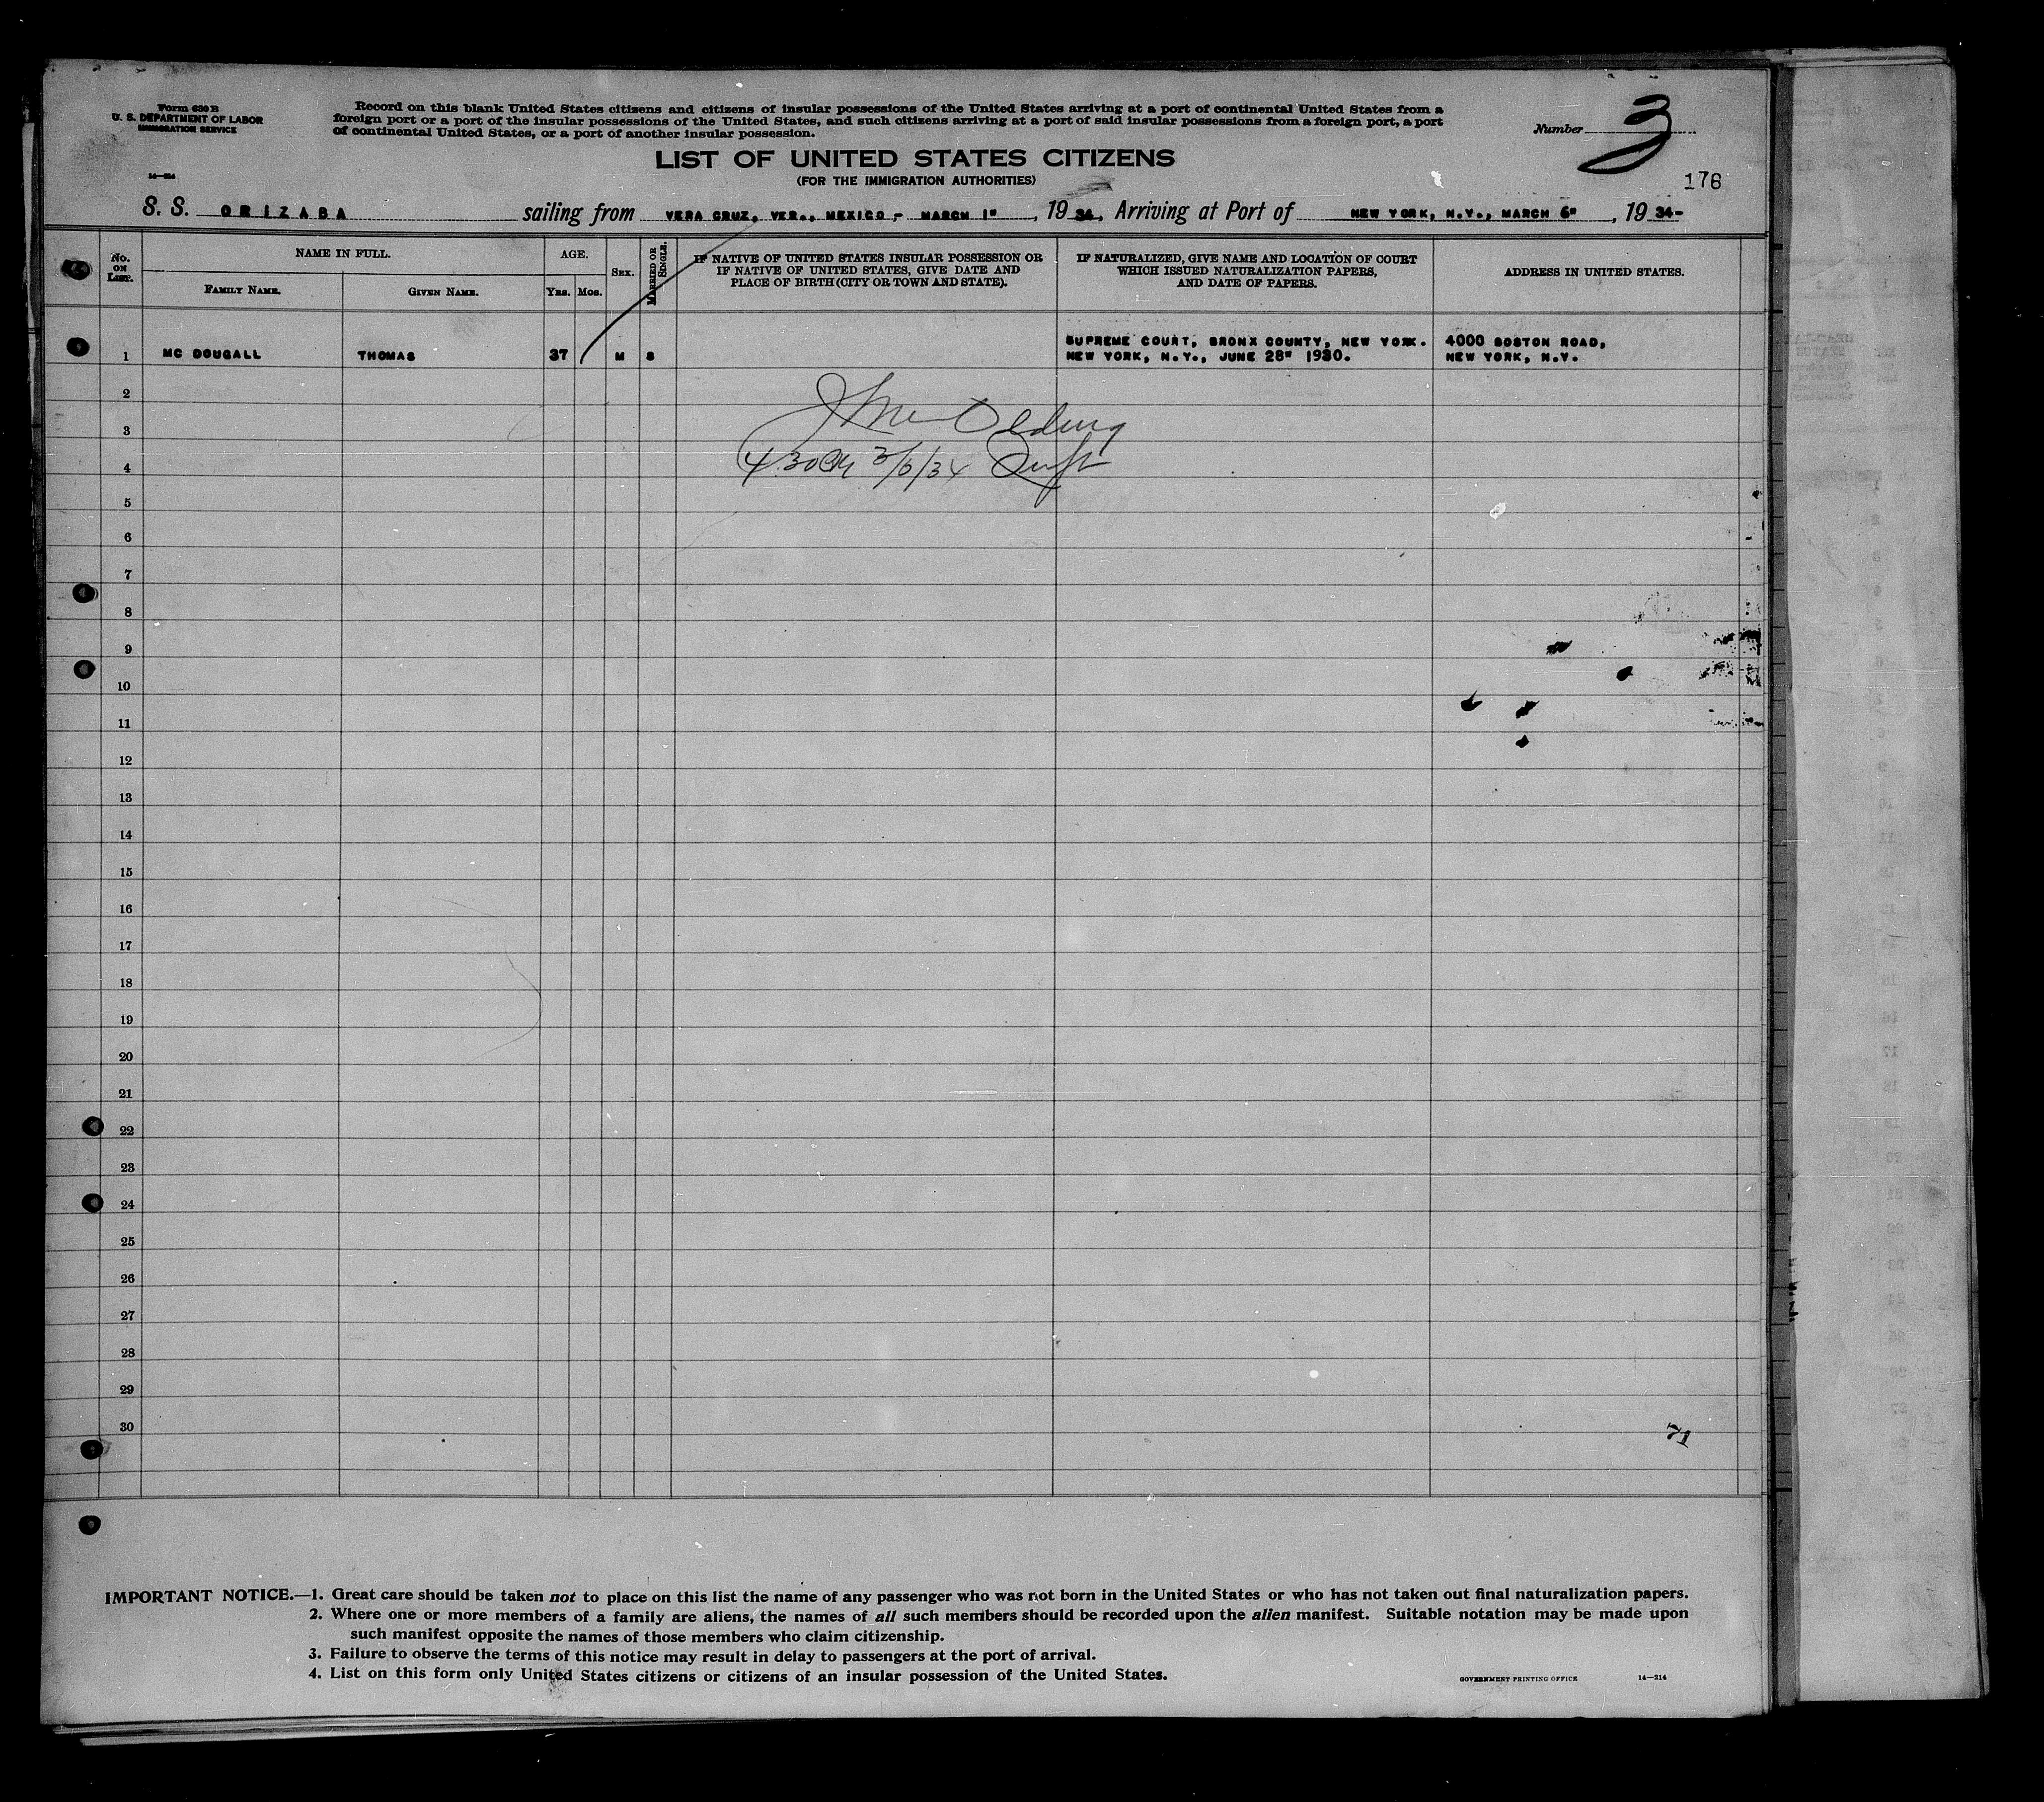 Form 630 B
U. S. DEPARTMENT OF LABOR
IMMIGRATION SERVICE
14—214
Record on this blank United States citizens and citizens of insular possessions of the United States arriving at a port of continental United States from a
foreign port or a port of the insular possessions of the United States, and such citizens arriving at a port of said insular possessions from a foreign port, a port
of continental United States, or a port of another insular possession.
Number 3
LIST OF UNITED STATES CITIZENS
(FOR THE IMMIGRATION AUTHORITIES)
176
S. S. ORIZABA sailing from VERA CRUZ, VER., MEXICO,- MARCH 1" , 19 34, Arriving at Port of NEW YORK, N.Y., MARCH 6" , 19 34-
No. on List.
NAME IN FULL.
Family Name.
Given Name.
AGE.
Yrs.
Mos.
Sex.
Married or Single.
IF NATIVE OF UNITED STATES INSULAR POSSESSION OR
IF NATIVE OF UNITED STATES, GIVE DATE AND
PLACE OF BIRTH (CITY OR TOWN AND STATE).
IF NATURALIZED, GIVE NAME AND LOCATION OF COURT
WHICH ISSUED NATURALIZATION PAPERS,
AND DATE OF PAPERS.
ADDRESS IN UNITED STATES.
SUPREME COURT, BRONX COUNTY, NEW YORK. 4000 BOSTON ROAD,
1 MC DOUGALL THOMAS 37 M S NEW YORK, N.Y., JUNE 28" 1930. NEW YORK, N.Y.
2
3
4 4.30 3/6/34
5
6
7
8
9
10
11
12
13
14
15
16
17
18
19
20
21
22
23
24
25
26
27
28
29
30
71
IMPORTANT NOTICE.—1. Great care should be taken not to place on this list the name of any passenger who was not born in the United States or who has not taken out final naturalization papers.
2. Where one or more members of a family are aliens, the names of all such members should be recorded upon the alien manifest. Suitable notation may be made upon
such manifest opposite the names of those members who claim citizenship.
3. Failure to observe the terms of this notice may result in delay to passengers at the port of arrival.
4. List on this form only United States citizens or citizens of an insular possession of the United States.
GOVERNMENT PRINTING OFFICE
14—214